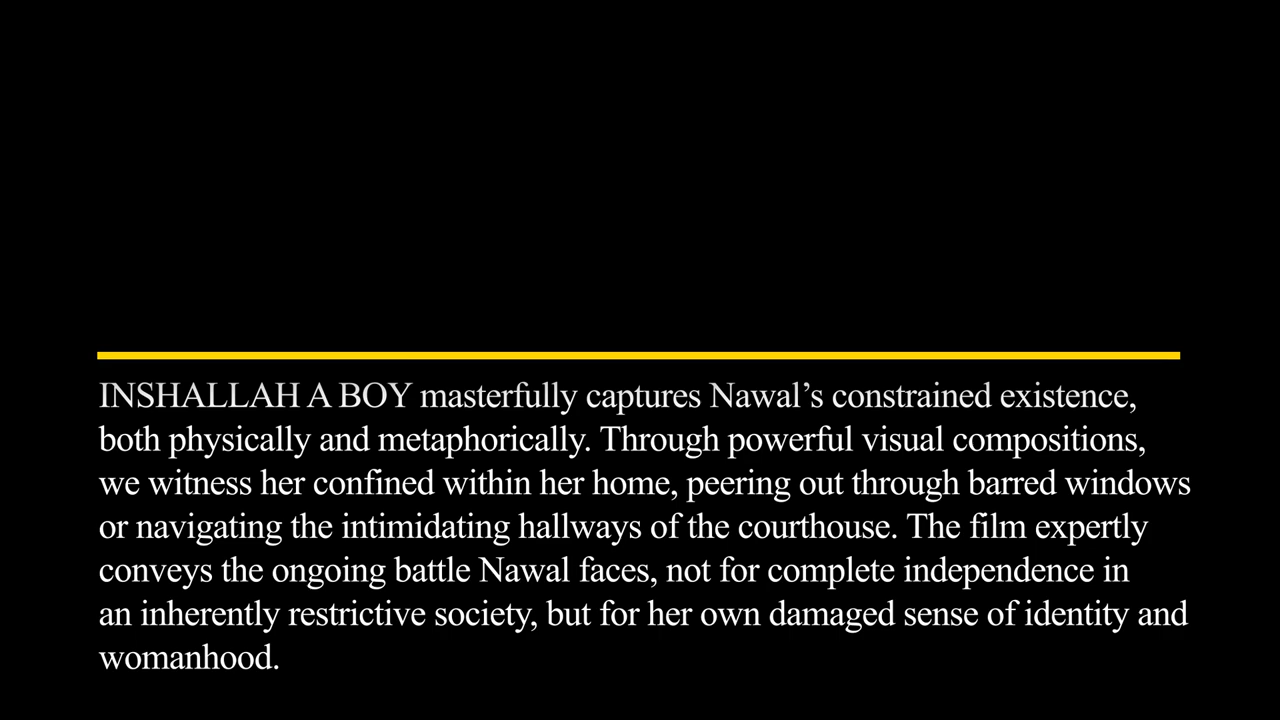 INSHALLAH A BOY masterfully captures Nawal’s constrained existence,
both physically and metaphorically. Through powerful visual compositions,
we witness her confined within her home, peering out through barred windows
or navigating the intimidating hallways of the courthouse. The film expertly
conveys the ongoing battle Nawal faces, not for complete independence in
an inherently restrictive society, but for her own damaged sense of identity and
womanhood.